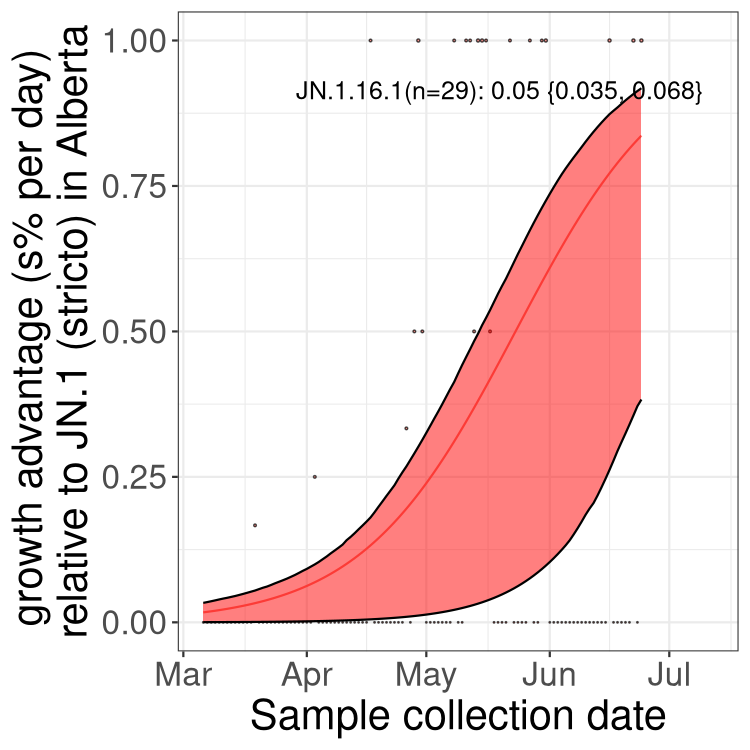 growth advantage (s% per day)
relative to JN.1 (stricto) in Alberta
1.00
0.75
0.50
0.25
0.00
JN.1.16.1(n=29): 0.05 {0.035, 0.068}
Mar Apr May Jun Jul
Sample collection date